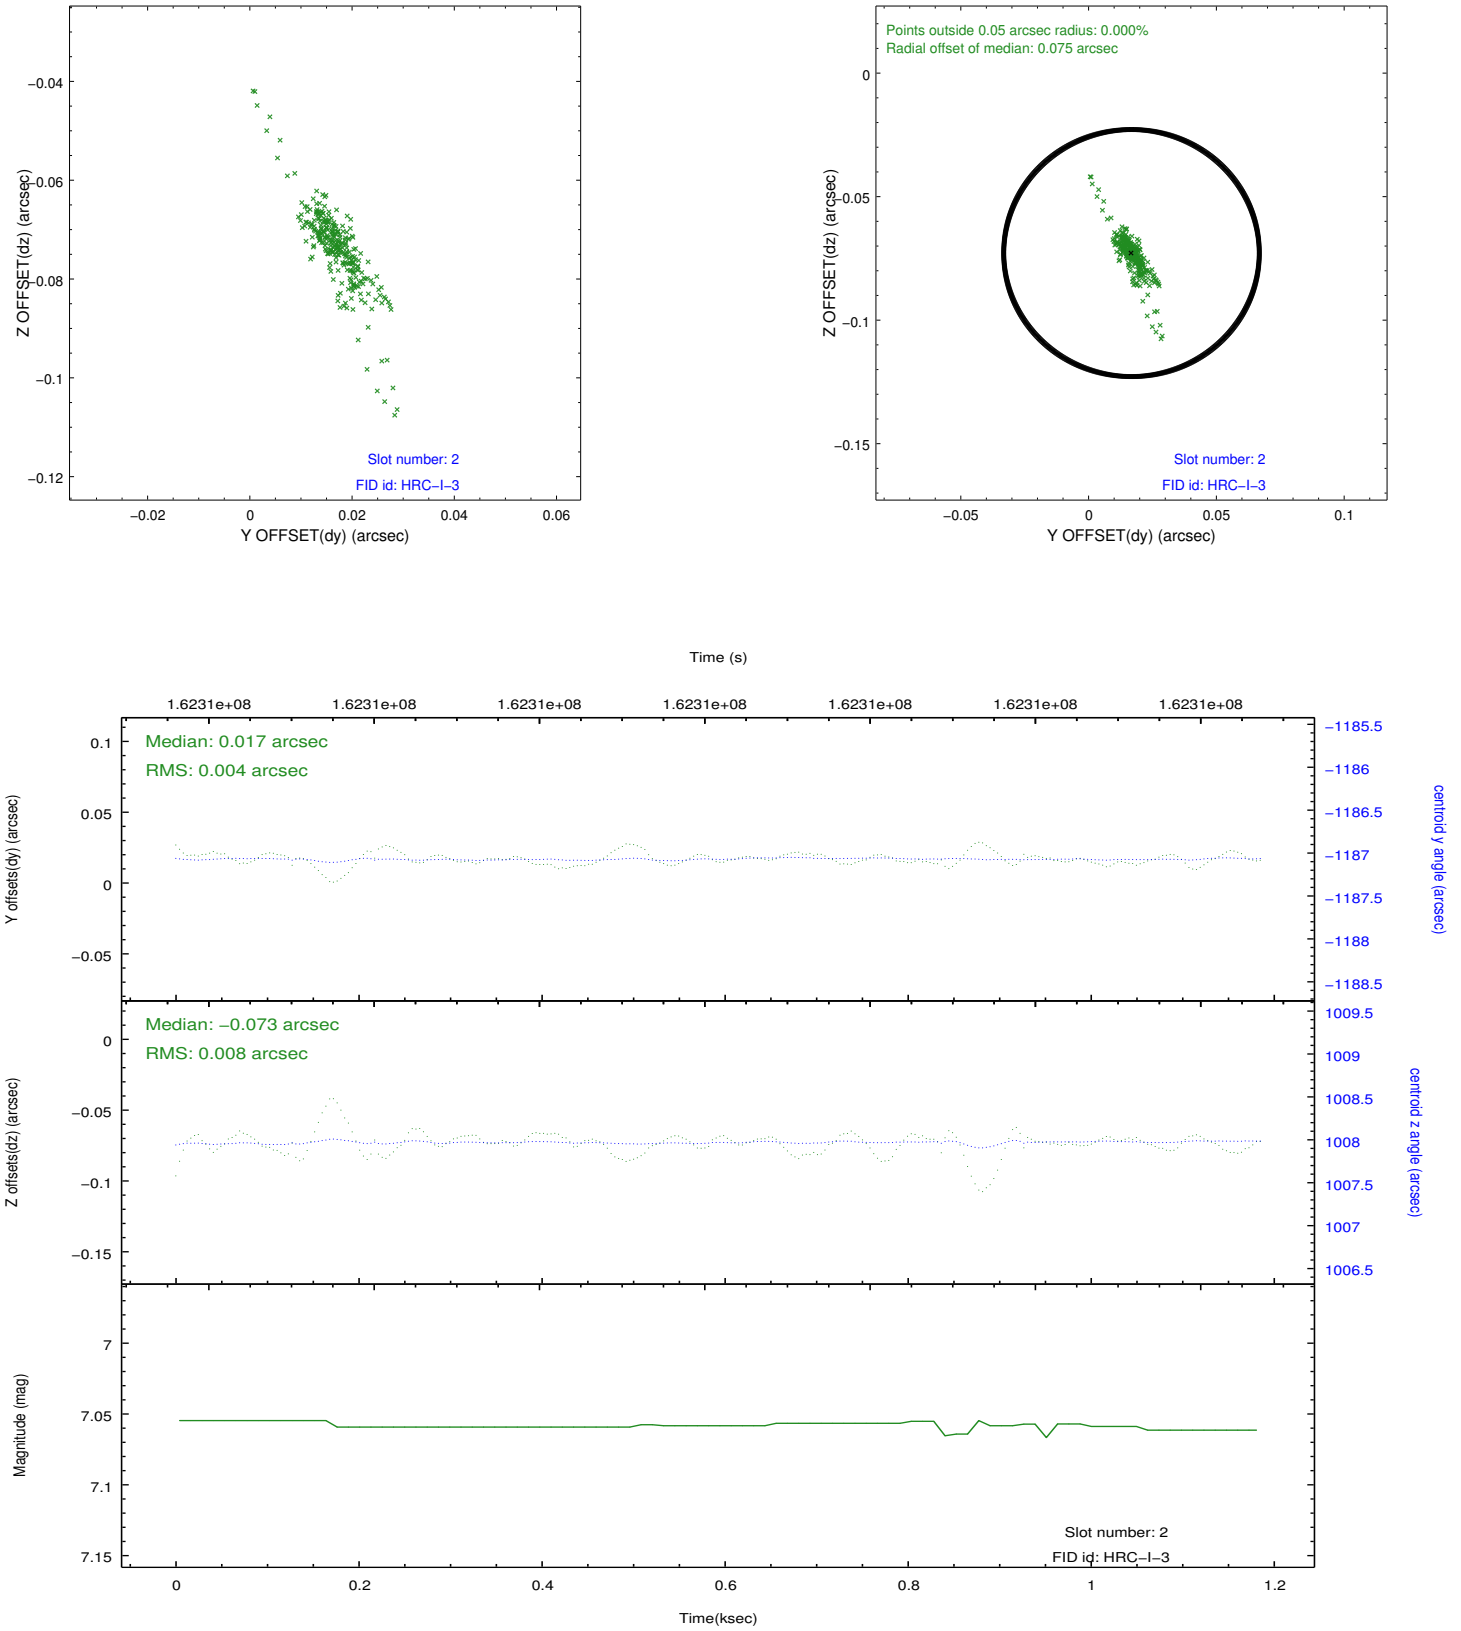 −0.04
−0.06
−0.08
−0.1
−0.12
Z OFFSET(dz) (arcsec)
Slot number: 2
FID id: HRC−I−3
−0.02
0
0.02
0.04
0.06
Y OFFSET(dy) (arcsec)
Points outside 0.05 arcsec radius: 0.000%
Radial offset of median: 0.075 arcsec
0
−0.05
−0.1
−0.15
Z OFFSET(dz) (arcsec)
Slot number: 2
FID id: HRC−I−3
−0.05
0
0.05
0.1
Y OFFSET(dy) (arcsec)
Time (s)
1.6231e+08
1.6231e+08
1.6231e+08
1.6231e+08
1.6231e+08
1.6231e+08
1.6231e+08
Median: 0.017 arcsec
RMS: 0.004 arcsec
0.1
0.05
0
−0.05
Y offsets(dy) (arcsec)
−1185.5
−1186
−1186.5
−1187
−1187.5
−1188
−1188.5
centroid y angle (arcsec)
Median: −0.073 arcsec
RMS: 0.008 arcsec
0
−0.05
−0.1
−0.15
Z offsets(dz) (arcsec)
1009.5
1009
1008.5
1008
1007.5
1007
1006.5
centroid z angle (arcsec)
7
7.05
7.1
7.15
Magnitude (mag)
Slot number: 2
FID id: HRC−I−3
0
0.2
0.4
0.6
0.8
1
1.2
Time(ksec)